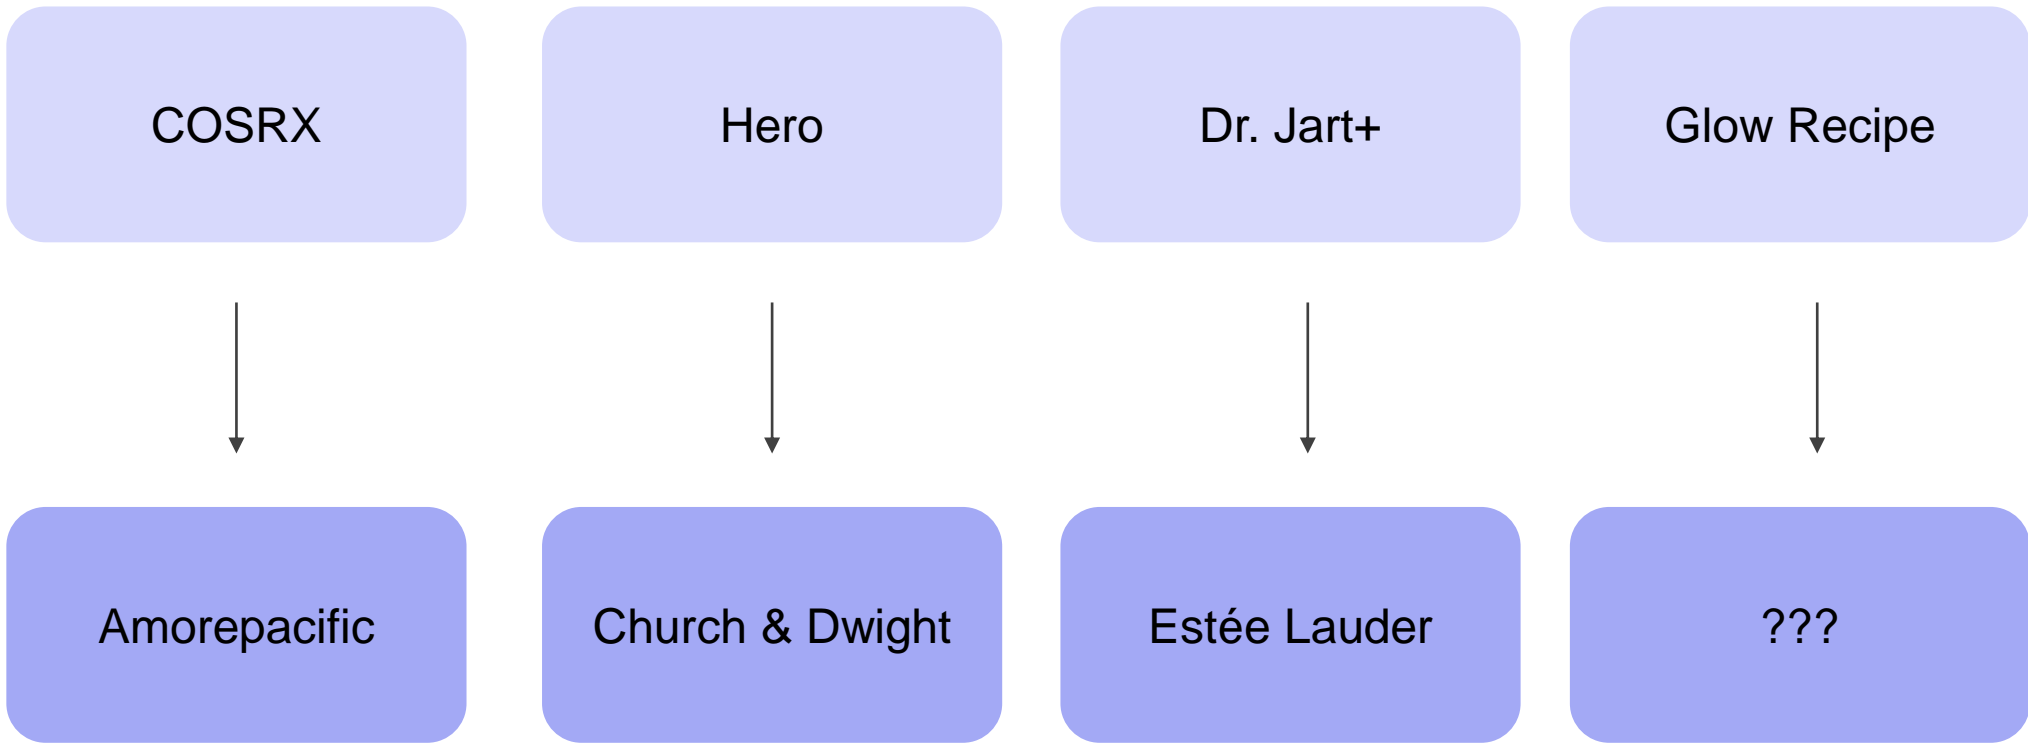 COSRX
Hero
Dr. Jart+
Glow Recipe
Amorepacific
Church & Dwight
Estée Lauder
???